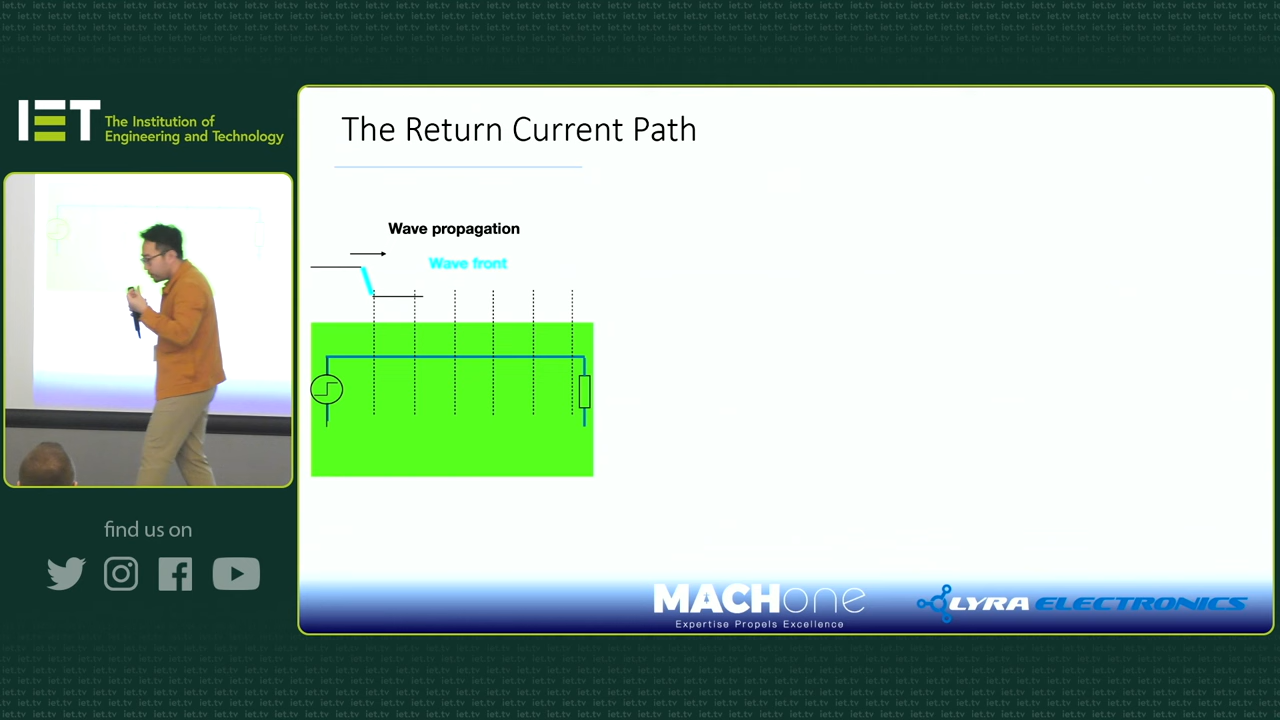 IET The Institution of
Engineering and Technology
The Return Current Path
Wave propagation
Wave front
find us on
MACHone
Expertise Propels Excellence
LYRA ELECTRONICS